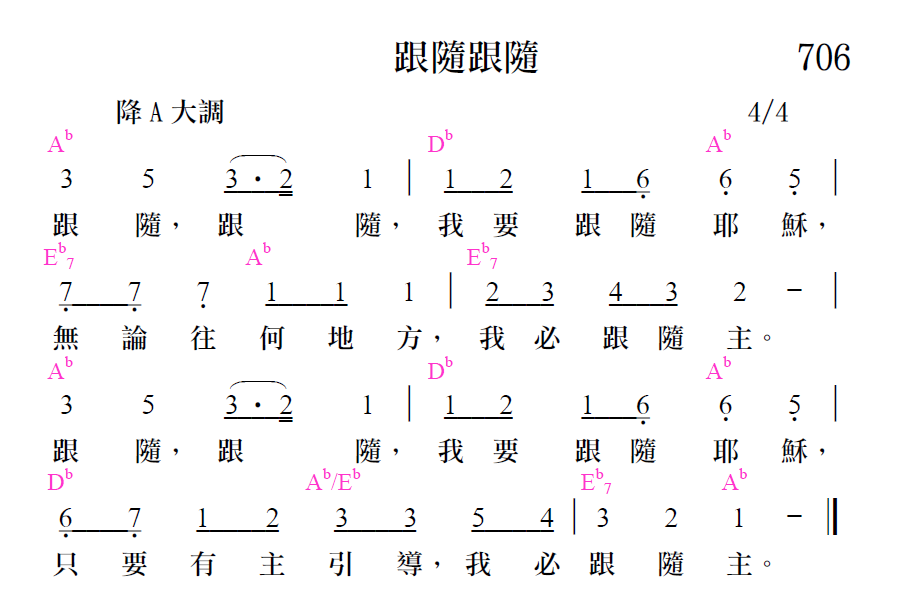 跟隨跟隨 706
降 A 大調 4/4
A♭ D♭ A♭
3 5 3 · 2 1 | 1 2 1 6̣ 6̣ 5̣ |
跟 隨， 跟 隨， 我 要 跟 隨 耶 穌，
E♭7 A♭ E♭7
7̣ 7̣ 7̣ 1 1 1 | 2 3 4 3 2 – |
無 論 往 何 地 方， 我 必 跟 隨 主。
A♭ D♭ A♭
3 5 3 · 2 1 | 1 2 1 6̣ 6̣ 5̣ |
跟 隨， 跟 隨， 我 要 跟 隨 耶 穌，
D♭ A♭/E♭ E♭7 A♭
6̣ 7̣ 1 2 3 3 5 4 | 3 2 1 – ‖
只 要 有 主 引 導， 我 必 跟 隨 主。